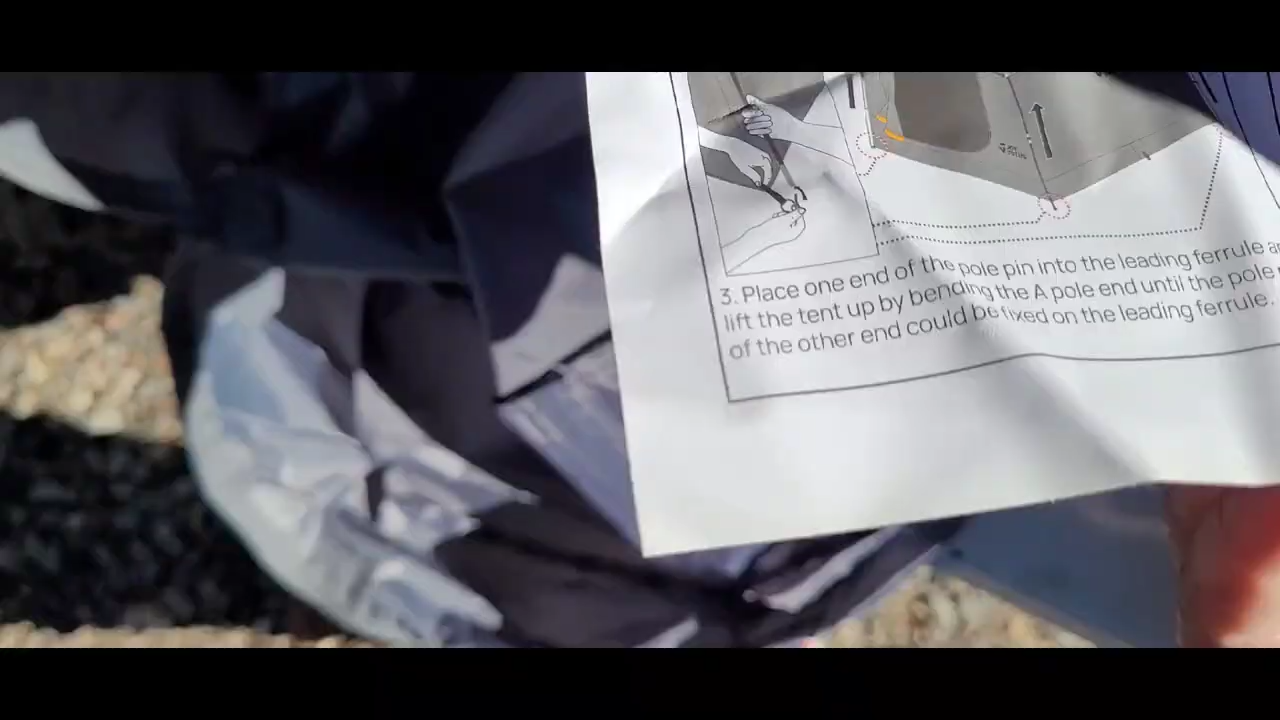 3. Place one end of the pole pin into the leading ferrule
lift the tent up by bending the A pole end until the pole
of the other end could be fixed on the leading ferrule.